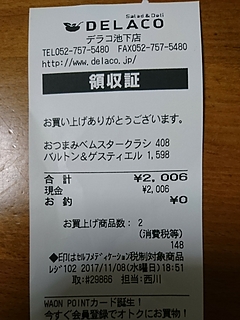 Salad & Deli
DELACO
デラコ池下店
TEL052-757-5480 FAX052-757-5480
http://www.delaco.jp/
領収証
お買い上げありがとうございます。
おつまみベムスタークラシ 408
バルトン&ゲスティエル 1,598
合計 ¥2,006
現金 ¥2,006
お釣 ¥0
お買上商品数: 2
(消費税等)
148
◆印はセルフメディケーション税制対象商品
レジ102 2017/11/08(水曜日)18:51
取:#29866 担当:西川
WAON POINTカード誕生!
今すぐ会員登録でオトクにお買物!